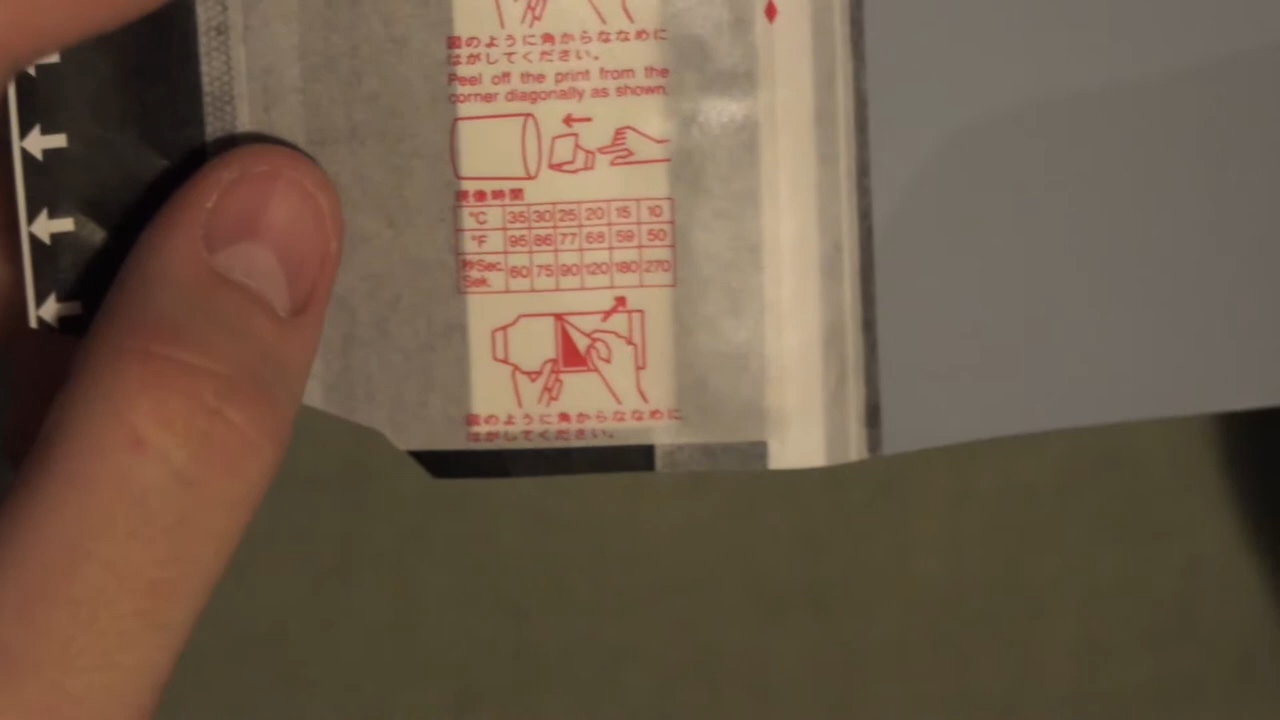 図のように角からななめに
はがしてください。
Peel off the print from the
corner diagonally as shown.
現像時間
°C 35 30 25 20 15 10
°F 95 86 77 68 59 50
秒Sec. Sek. 60 75 90 120 180 270
図のように角からななめに
はがしてください。